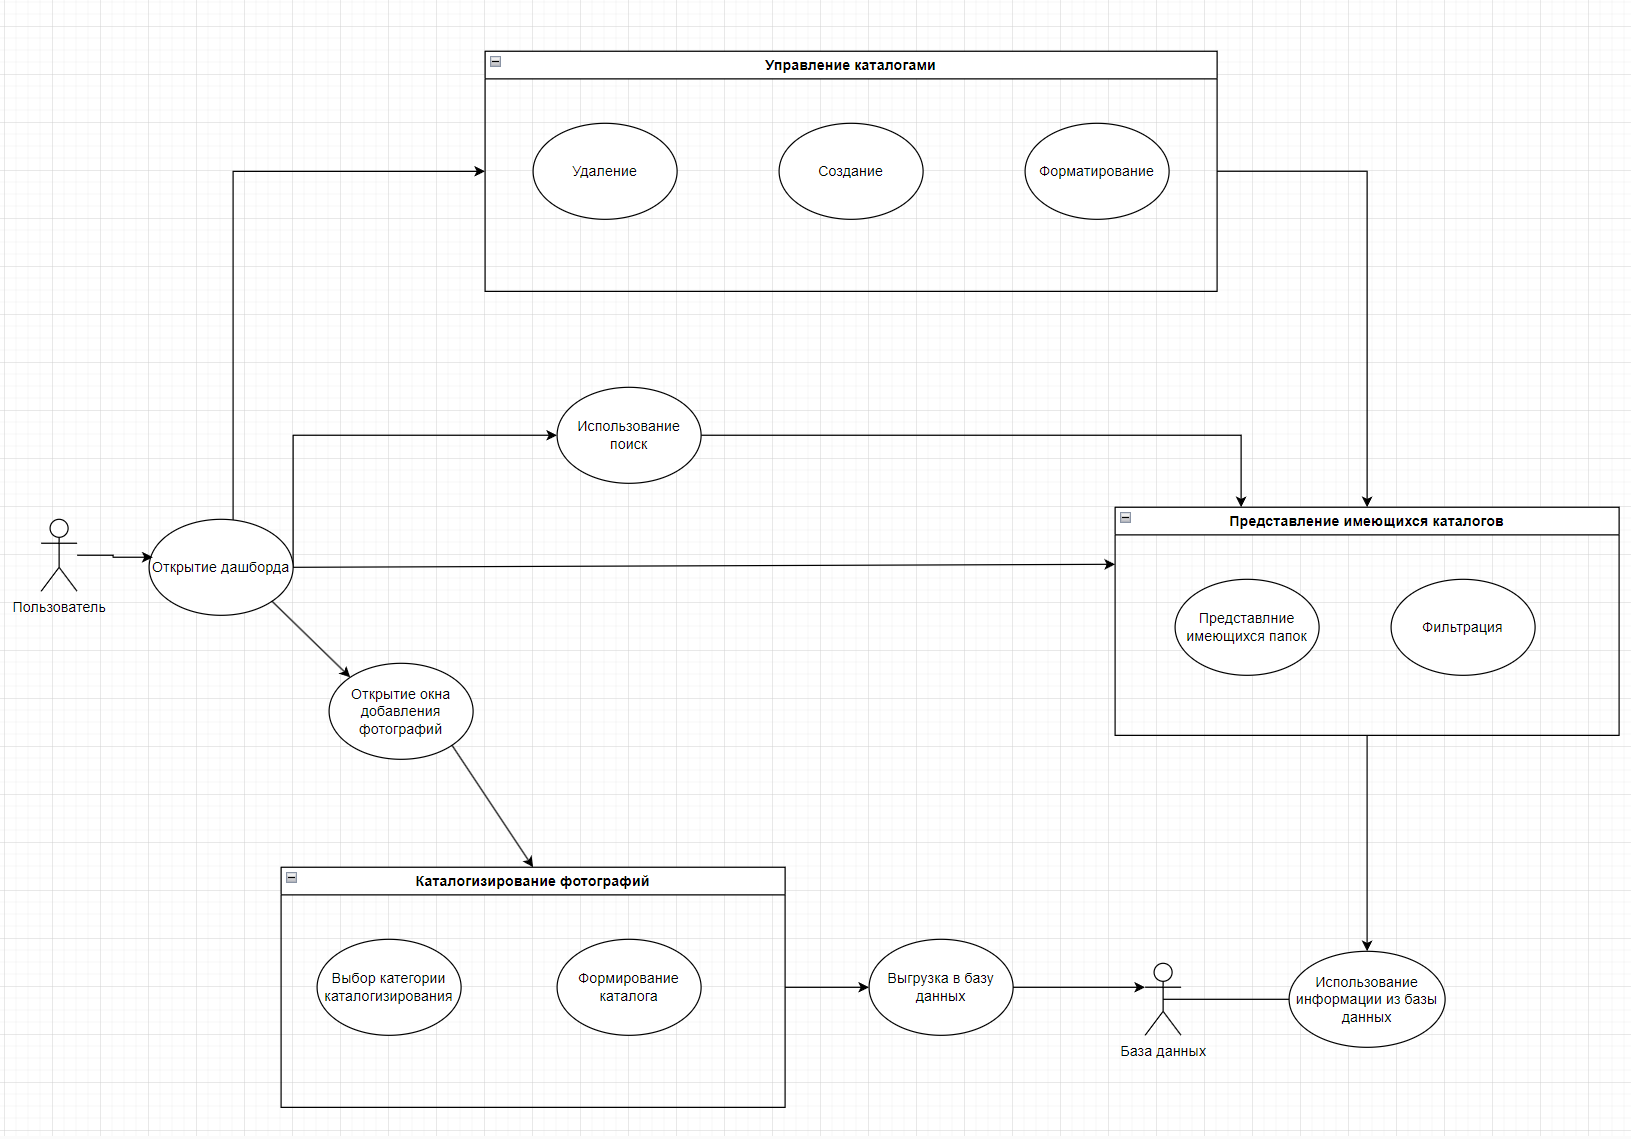 Управление каталогами
Удаление
Создание
Форматирование
Использование
поиск
Пользователь
Открытие дашборда
Представление имеющихся каталогов
Представлние
имеющихся папок
Фильтрация
Открытие окна
добавления
фотографий
Каталогизирование фотографий
Выбор категории
каталогизирования
Формирование
каталога
Выгрузка в базу
данных
База данных
Использование
информации из базы
данных